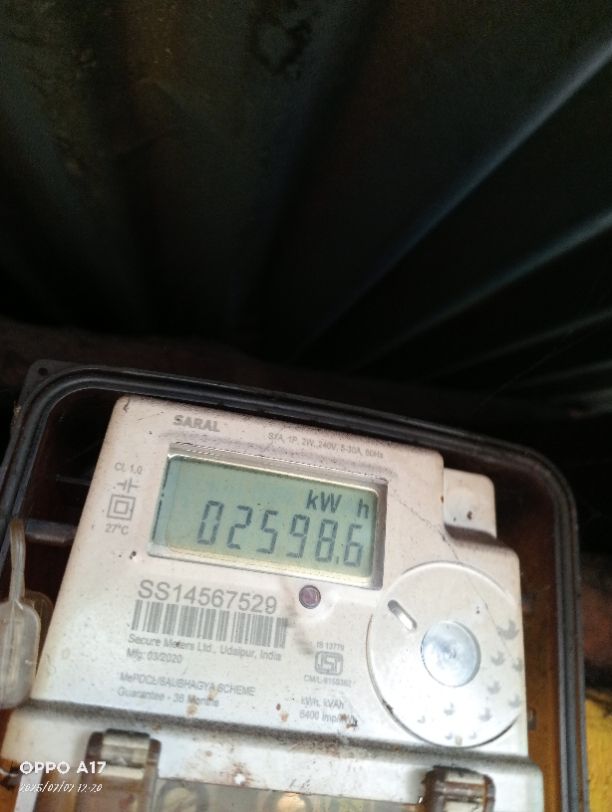 SARAL
STA, 1P, 2W, 240V, 5-30A, 50Hz
CL 1.0
27°C
kW h
02598.6
SS14567529
Secure Meters Ltd., Udaipur, India
Mfg: 03/2020
IS 13779
MePDCL/SAUBHAGYA SCHEME
Guarantee - 36 Months
kWh, kVAh
6400 imp/
OPPO A17